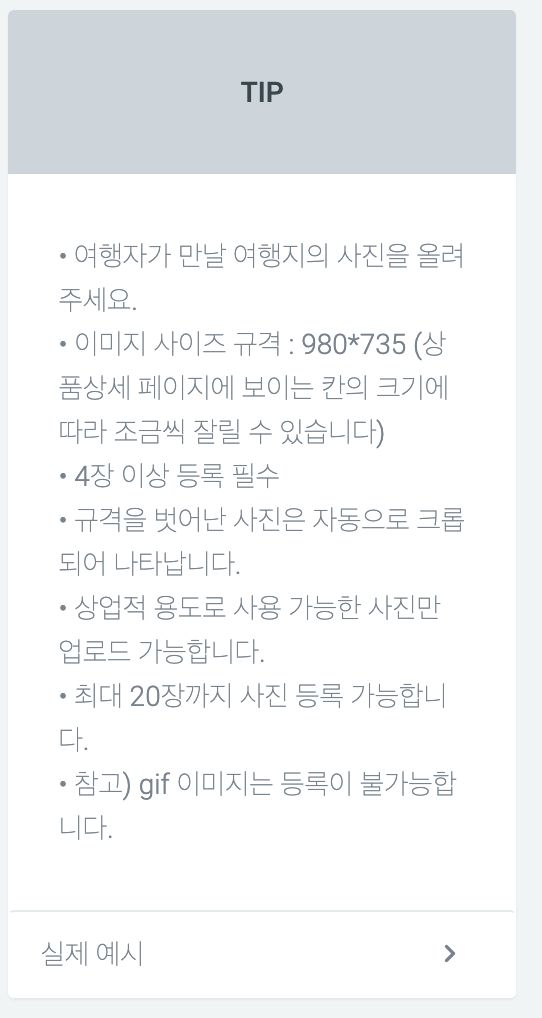 TIP
• 여행자가 만날 여행지의 사진을 올려
주세요.
• 이미지 사이즈 규격 : 980*735 (상
품상세 페이지에 보이는 칸의 크기에
따라 조금씩 잘릴 수 있습니다)
• 4장 이상 등록 필수
• 규격을 벗어난 사진은 자동으로 크롭
되어 나타납니다.
• 상업적 용도로 사용 가능한 사진만
업로드 가능합니다.
• 최대 20장까지 사진 등록 가능합니
다.
• 참고) gif 이미지는 등록이 불가능합
니다.
실제 예시